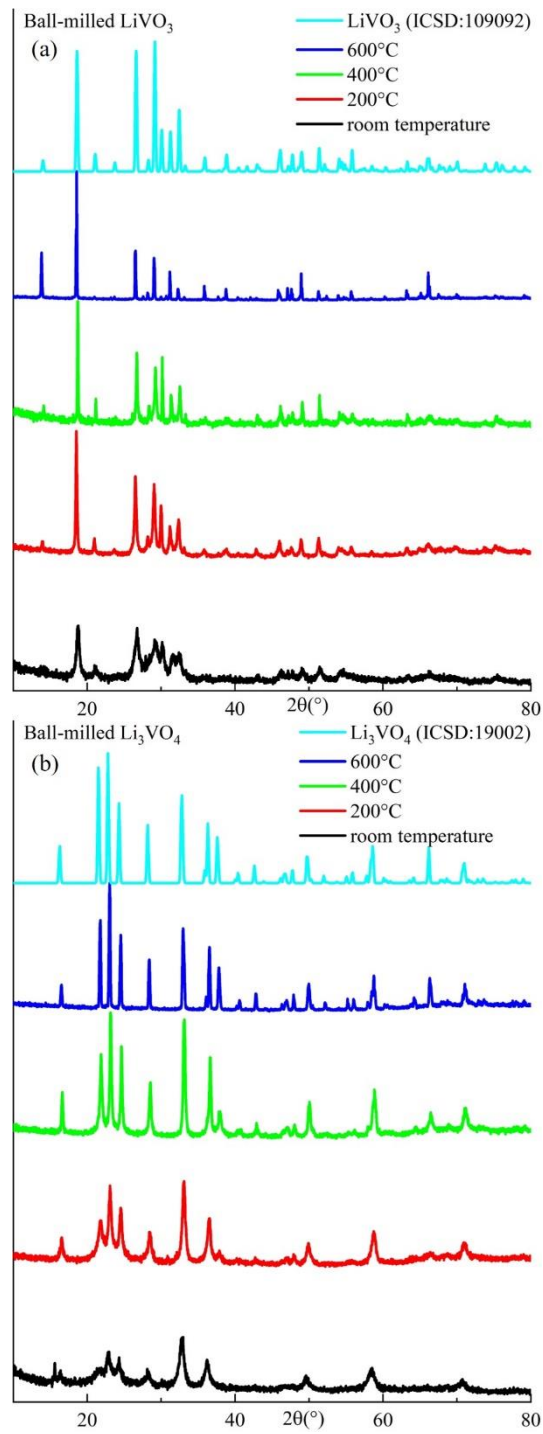 Ball-milled LiVO₃
(a)
LiVO₃ (ICSD:109092)
600°C
400°C
200°C
room temperature
20
40
2θ(°)
60
80
Ball-milled Li₃VO₄
(b)
Li₃VO₄ (ICSD:19002)
600°C
400°C
200°C
room temperature
20
40
2θ(°)
60
80